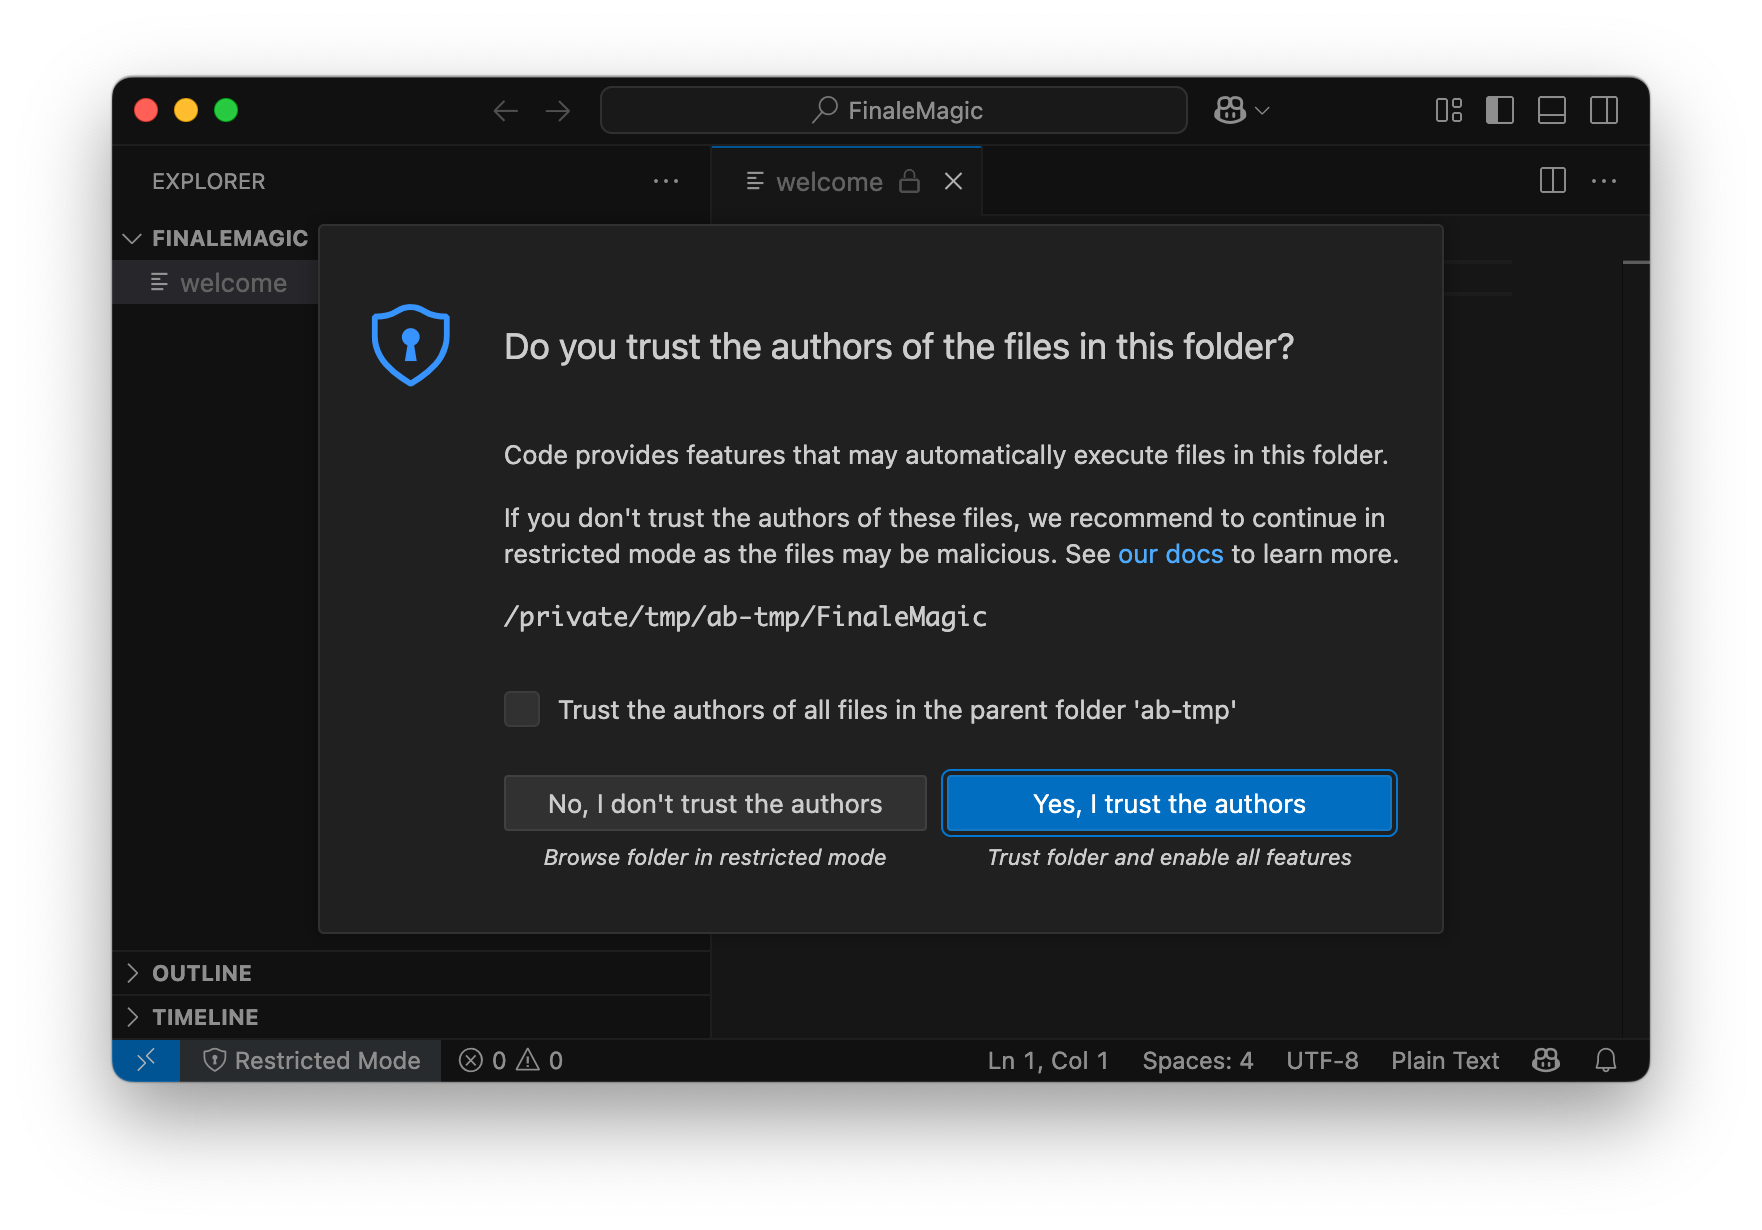 FinaleMagic
EXPLORER
welcome
FINALEMAGIC
welcome
Do you trust the authors of the files in this folder?
Code provides features that may automatically execute files in this folder.
If you don't trust the authors of these files, we recommend to continue in
restricted mode as the files may be malicious. See our docs to learn more.
/private/tmp/ab-tmp/FinaleMagic
Trust the authors of all files in the parent folder 'ab-tmp'
No, I don't trust the authors
Yes, I trust the authors
Browse folder in restricted mode
Trust folder and enable all features
OUTLINE
TIMELINE
Restricted Mode 0 0 Ln 1, Col 1 Spaces: 4 UTF-8 Plain Text